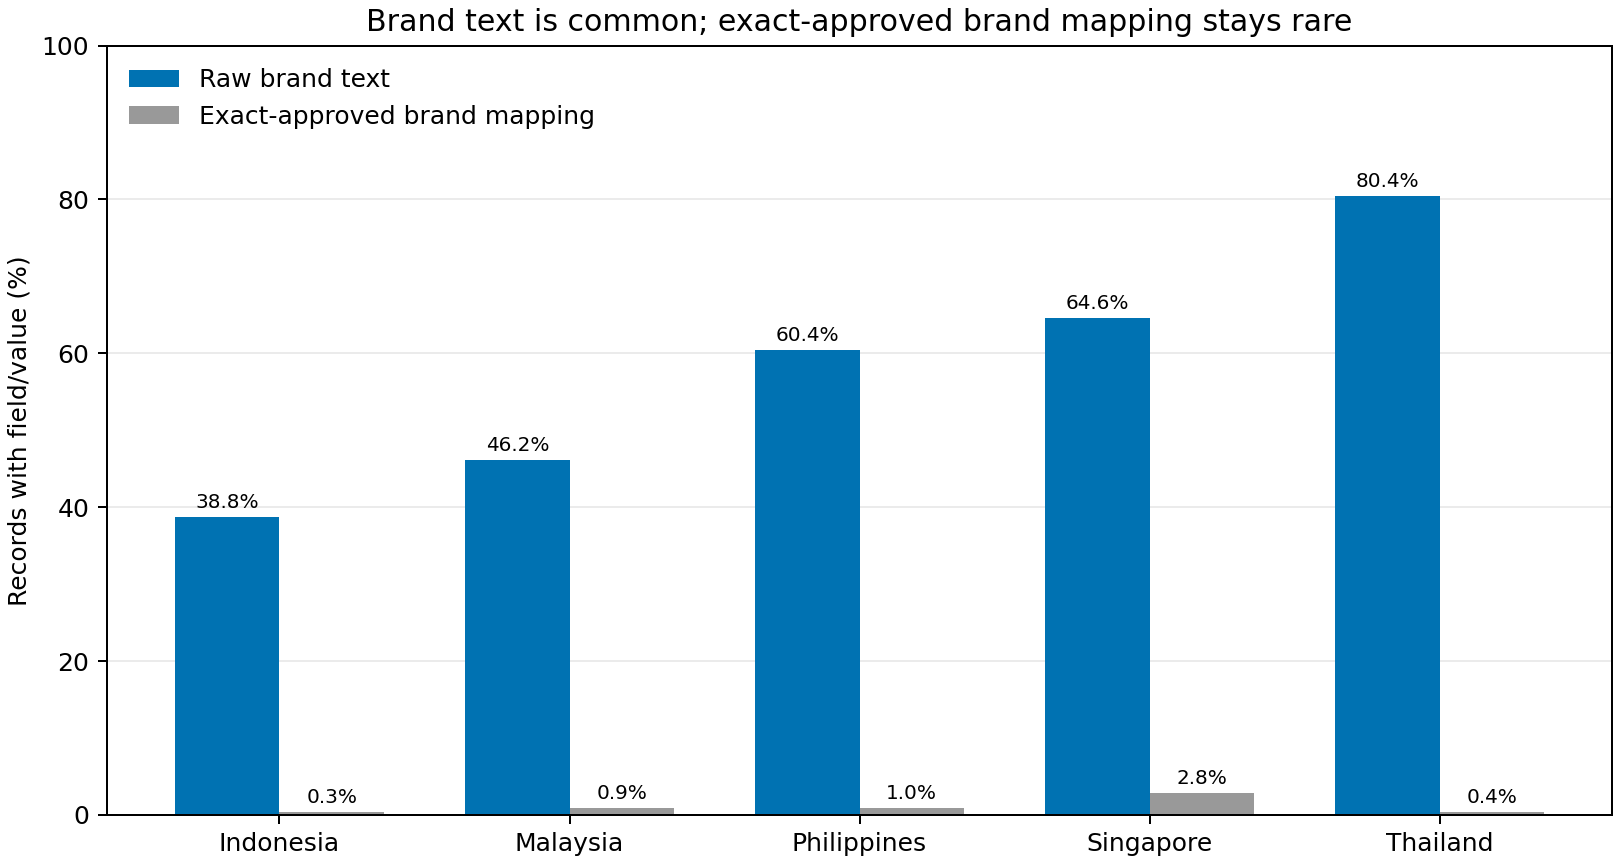 Brand text is common; exact-approved brand mapping stays rare
Raw brand text
Exact-approved brand mapping
Records with field/value (%)
100
80
60
40
20
0
38.8%
0.3%
46.2%
0.9%
60.4%
1.0%
64.6%
2.8%
80.4%
0.4%
Indonesia
Malaysia
Philippines
Singapore
Thailand